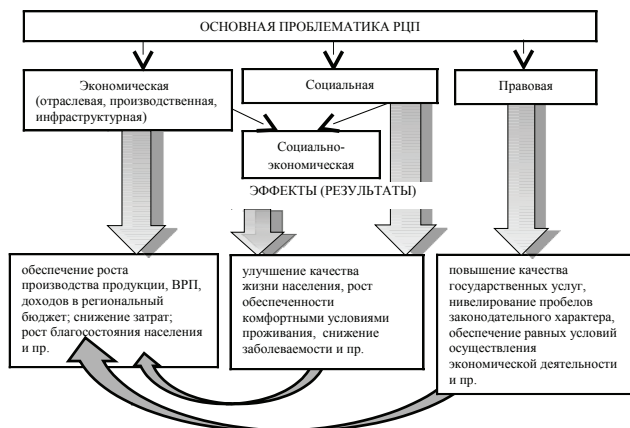 ОСНОВНАЯ ПРОБЛЕМАТИКА РЦП
Экономическая
(отраслевая, производственная,
инфраструктурная)
Социальная
Правовая
Социально-
экономическая
ЭФФЕКТЫ (РЕЗУЛЬТАТЫ)
обеспечение роста
производства продукции, ВРП,
доходов в региональный
бюджет; снижение затрат;
рост благосостояния населения
и пр.
улучшение качества
жизни населения, рост
обеспеченности
комфортными условиями
проживания, снижение
заболеваемости и пр.
повышение качества
государственных услуг,
нивелирование пробелов
законодательного характера,
обеспечение равных условий
осуществления
экономической деятельности
и пр.